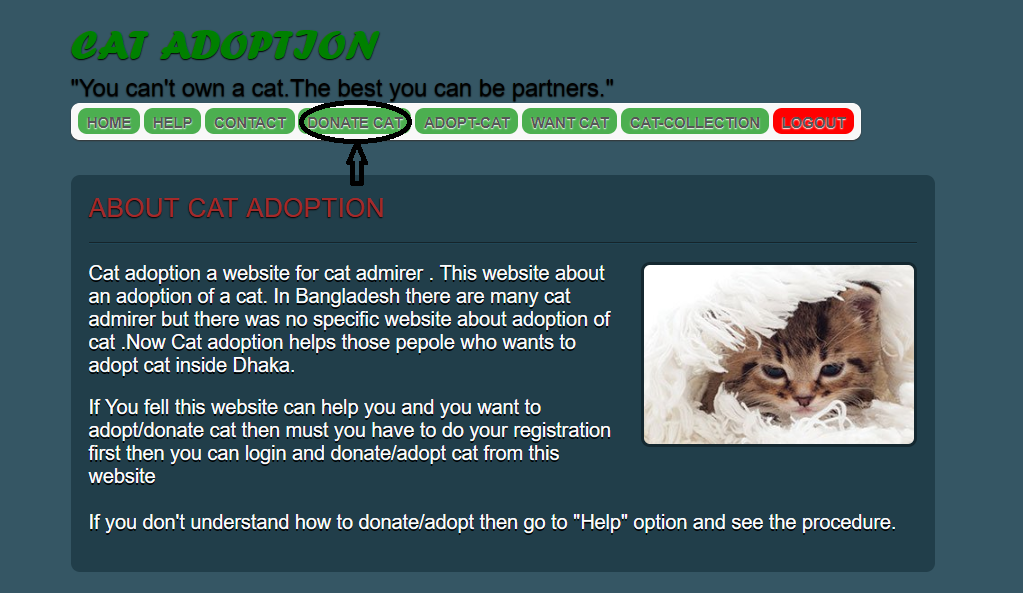 CAT ADOPTION
"You can't own a cat.The best you can be partners."
HOME HELP CONTACT DONATE CAT ADOPT-CAT WANT CAT CAT-COLLECTION LOGOUT
ABOUT CAT ADOPTION
Cat adoption a website for cat admirer . This website about
an adoption of a cat. In Bangladesh there are many cat
admirer but there was no specific website about adoption of
cat .Now Cat adoption helps those pepole who wants to
adopt cat inside Dhaka.
If You fell this website can help you and you want to
adopt/donate cat then must you have to do your registration
first then you can login and donate/adopt cat from this
website
If you don't understand how to donate/adopt then go to "Help" option and see the procedure.